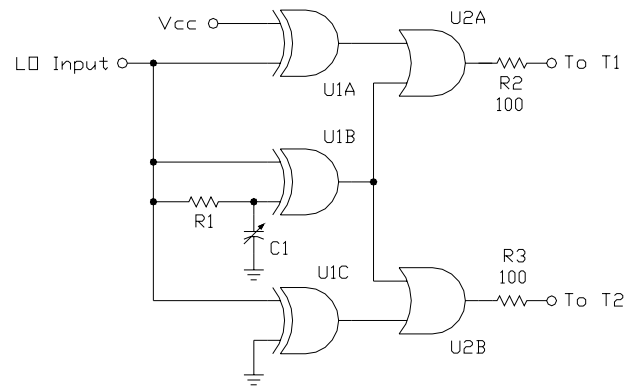 Vcc
U2A
LO Input
To T1
R2
100
U1A
U1B
R1
C1
R3
100
U1C
To T2
U2B